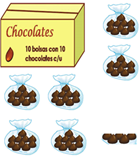 Chocolates
10 bolsas con 10
chocolates c/u